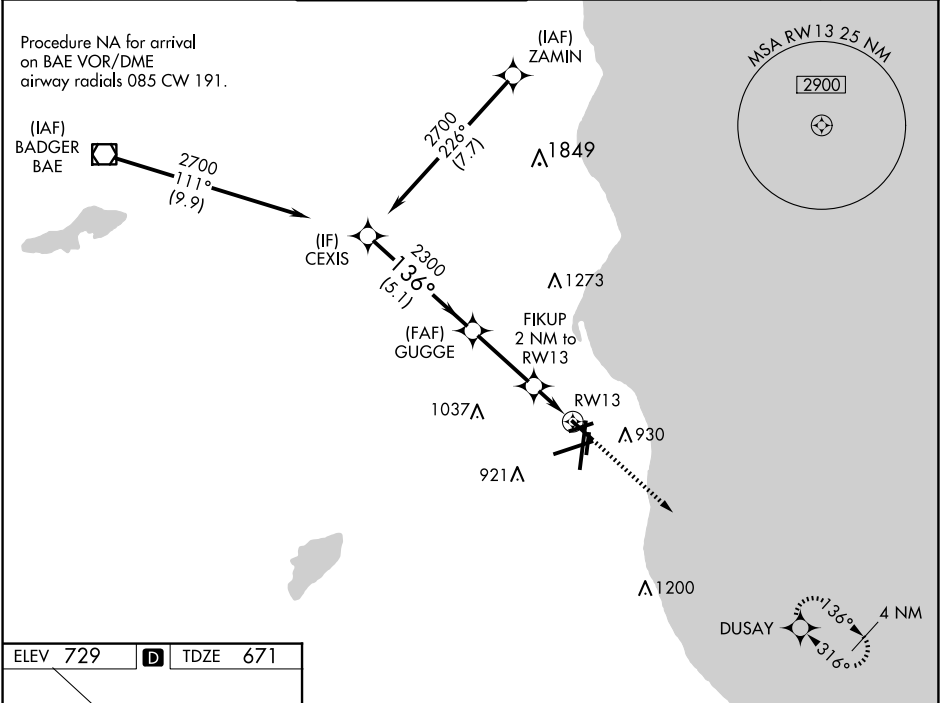 Procedure NA for arrival
on BAE VOR/DME
airway radials 085 CW 191.
(IAF)
ZAMIN
MSA RW13 25 NM
2900
(IAF)
BADGER
BAE
2700
111°
(9.9)
2700
226°
(7.7)
1849
(IF)
CEXIS
2300
136°
(5.1)
1273
(FAF)
GUGGE
FIKUP
2 NM to
RW13
RW13
1037
930
921
1200
DUSAY
136°
316°
4 NM
ELEV 729 D TDZE 671